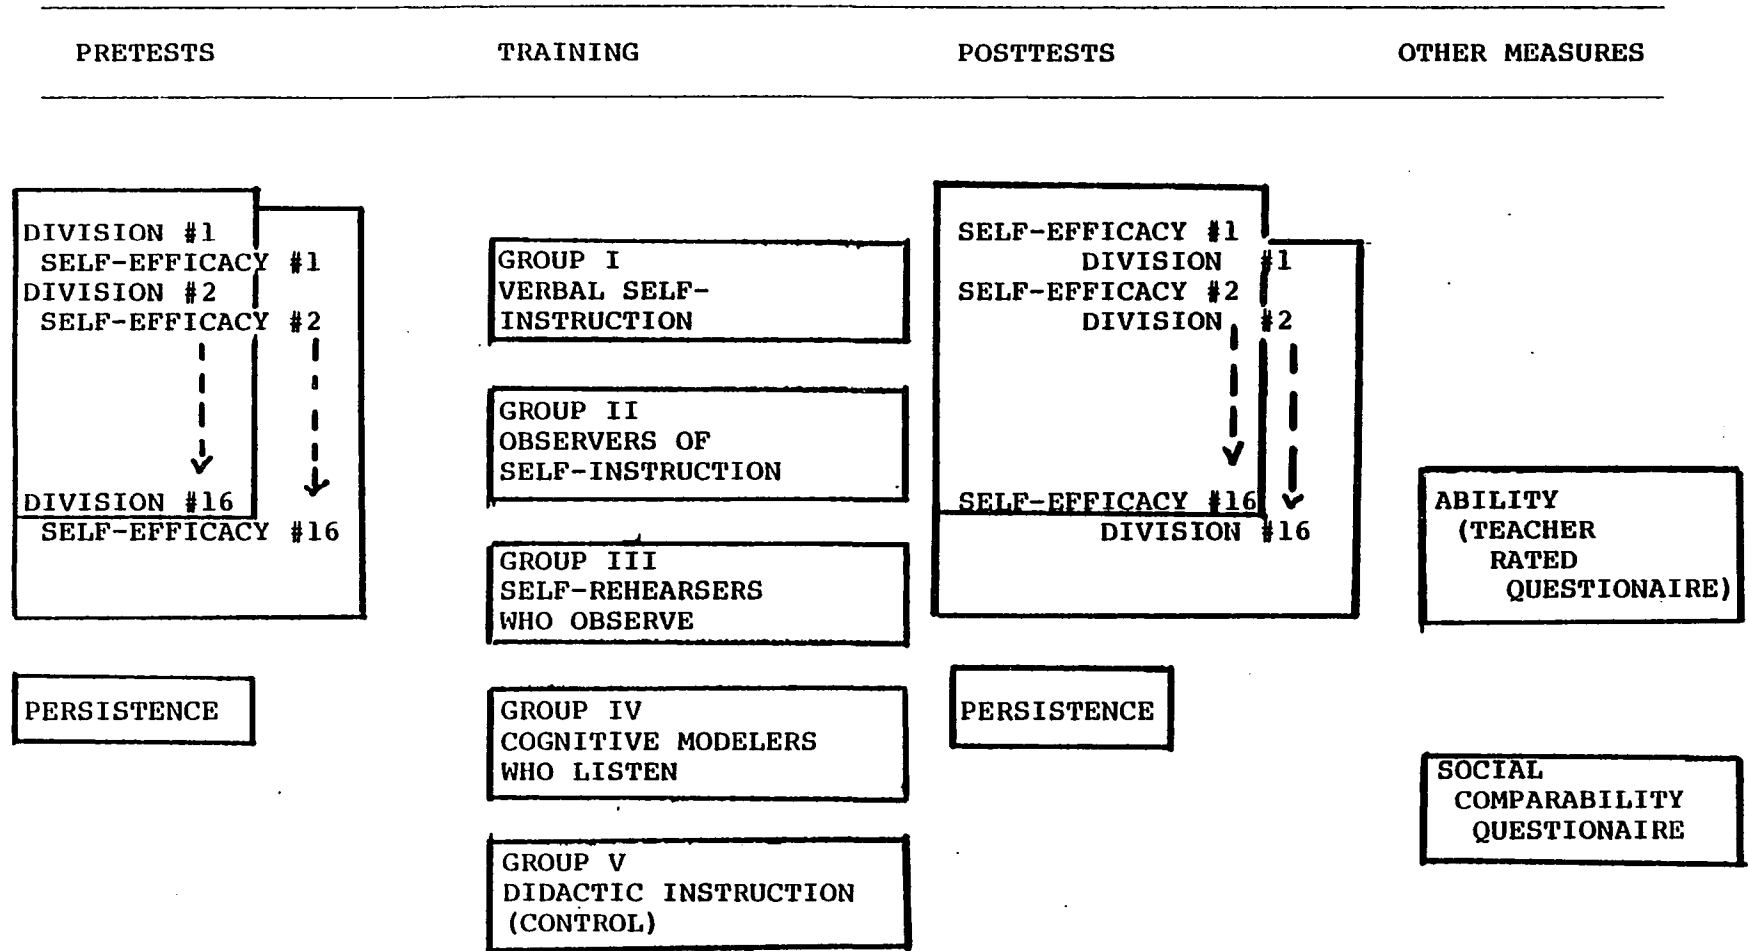 PRETESTS TRAINING POSTTESTS OTHER MEASURES
DIVISION #1
SELF-EFFICACY #1
DIVISION #2
SELF-EFFICACY #2
DIVISION #16
SELF-EFFICACY #16
PERSISTENCE
GROUP I
VERBAL SELF-
INSTRUCTION
GROUP II
OBSERVERS OF
SELF-INSTRUCTION
GROUP III
SELF-REHEARSERS
WHO OBSERVE
GROUP IV
COGNITIVE MODELERS
WHO LISTEN
GROUP V
DIDACTIC INSTRUCTION
(CONTROL)
SELF-EFFICACY #1
DIVISION #1
SELF-EFFICACY #2
DIVISION #2
SELF-EFFICACY #16
DIVISION #16
PERSISTENCE
ABILITY
(TEACHER
RATED
QUESTIONAIRE)
SOCIAL
COMPARABILITY
QUESTIONAIRE